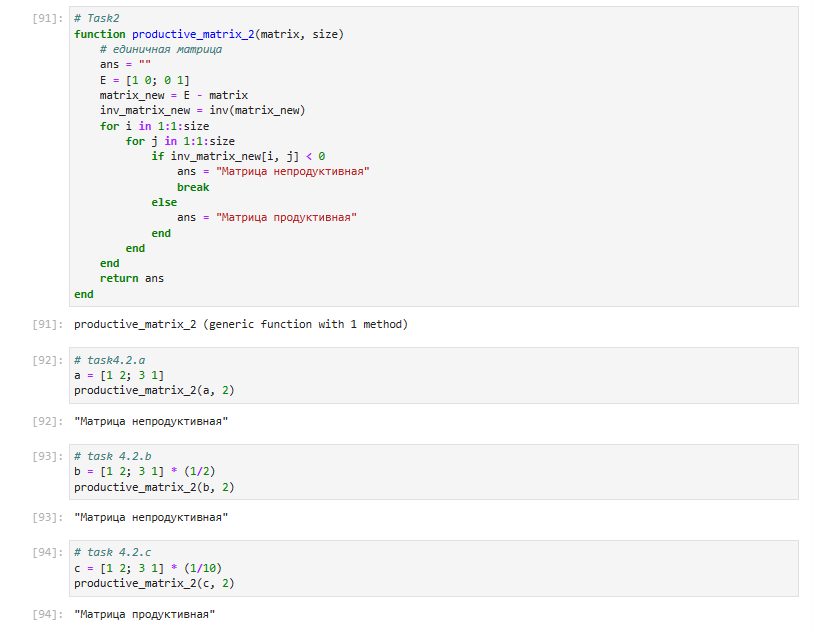 [91]: # Task2
function productive_matrix_2(matrix, size)
    # единичная матрица
    ans = ""
    E = [1 0; 0 1]
    matrix_new = E - matrix
    inv_matrix_new = inv(matrix_new)
    for i in 1:1:size
        for j in 1:1:size
            if inv_matrix_new[i, j] < 0
                ans = "Матрица непродуктивная"
                break
            else
                ans = "Матрица продуктивная"
            end
        end
    end
    return ans
end
[91]: productive_matrix_2 (generic function with 1 method)
[92]: # task4.2.a
a = [1 2; 3 1]
productive_matrix_2(a, 2)
[92]: "Матрица непродуктивная"
[93]: # task 4.2.b
b = [1 2; 3 1] * (1/2)
productive_matrix_2(b, 2)
[93]: "Матрица непродуктивная"
[94]: # task 4.2.c
c = [1 2; 3 1] * (1/10)
productive_matrix_2(c, 2)
[94]: "Матрица продуктивная"